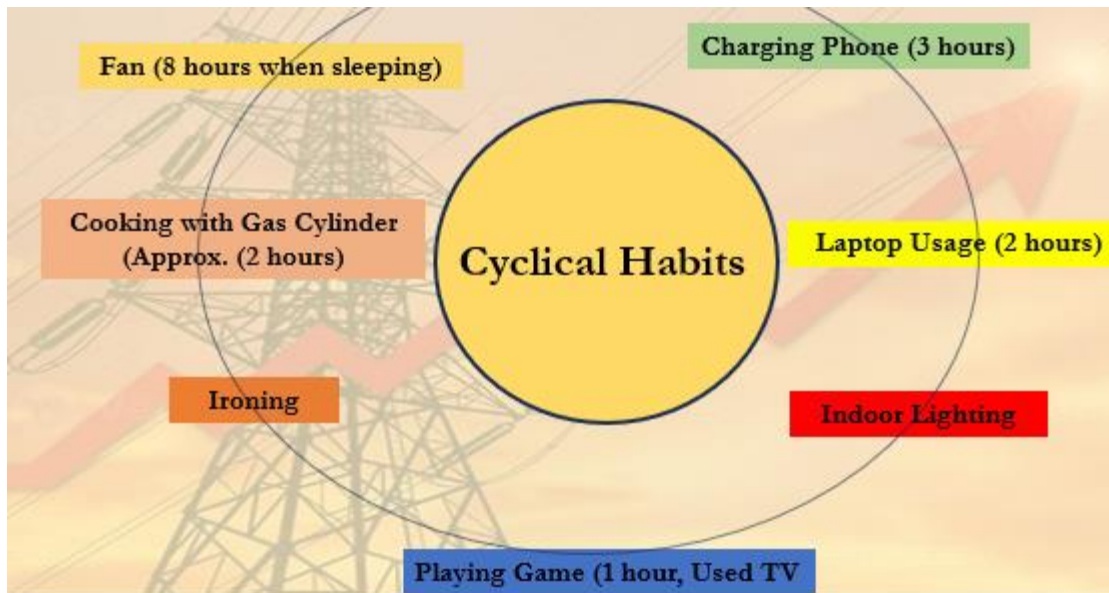 Fan (8 hours when sleeping)
Charging Phone (3 hours)
Cooking with Gas Cylinder
(Approx. (2 hours)
Cyclical Habits
Laptop Usage (2 hours)
Ironing
Indoor Lighting
Playing Game (1 hour, Used TV